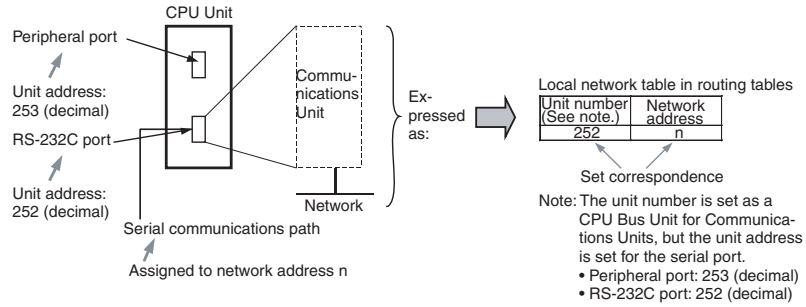 CPU Unit
Peripheral port
Unit address:
253 (decimal)
RS-232C port
Unit address:
252 (decimal)
Serial communications path
Assigned to network address n
Commu-
nications
Unit
Network
Ex-
pressed
as:
Local network table in routing tables
Unit number
(See note.)
Network
address
252
n
Set correspondence
Note: The unit number is set as a
CPU Bus Unit for Communica-
tions Units, but the unit address
is set for the serial port.
• Peripheral port: 253 (decimal)
• RS-232C port: 252 (decimal)